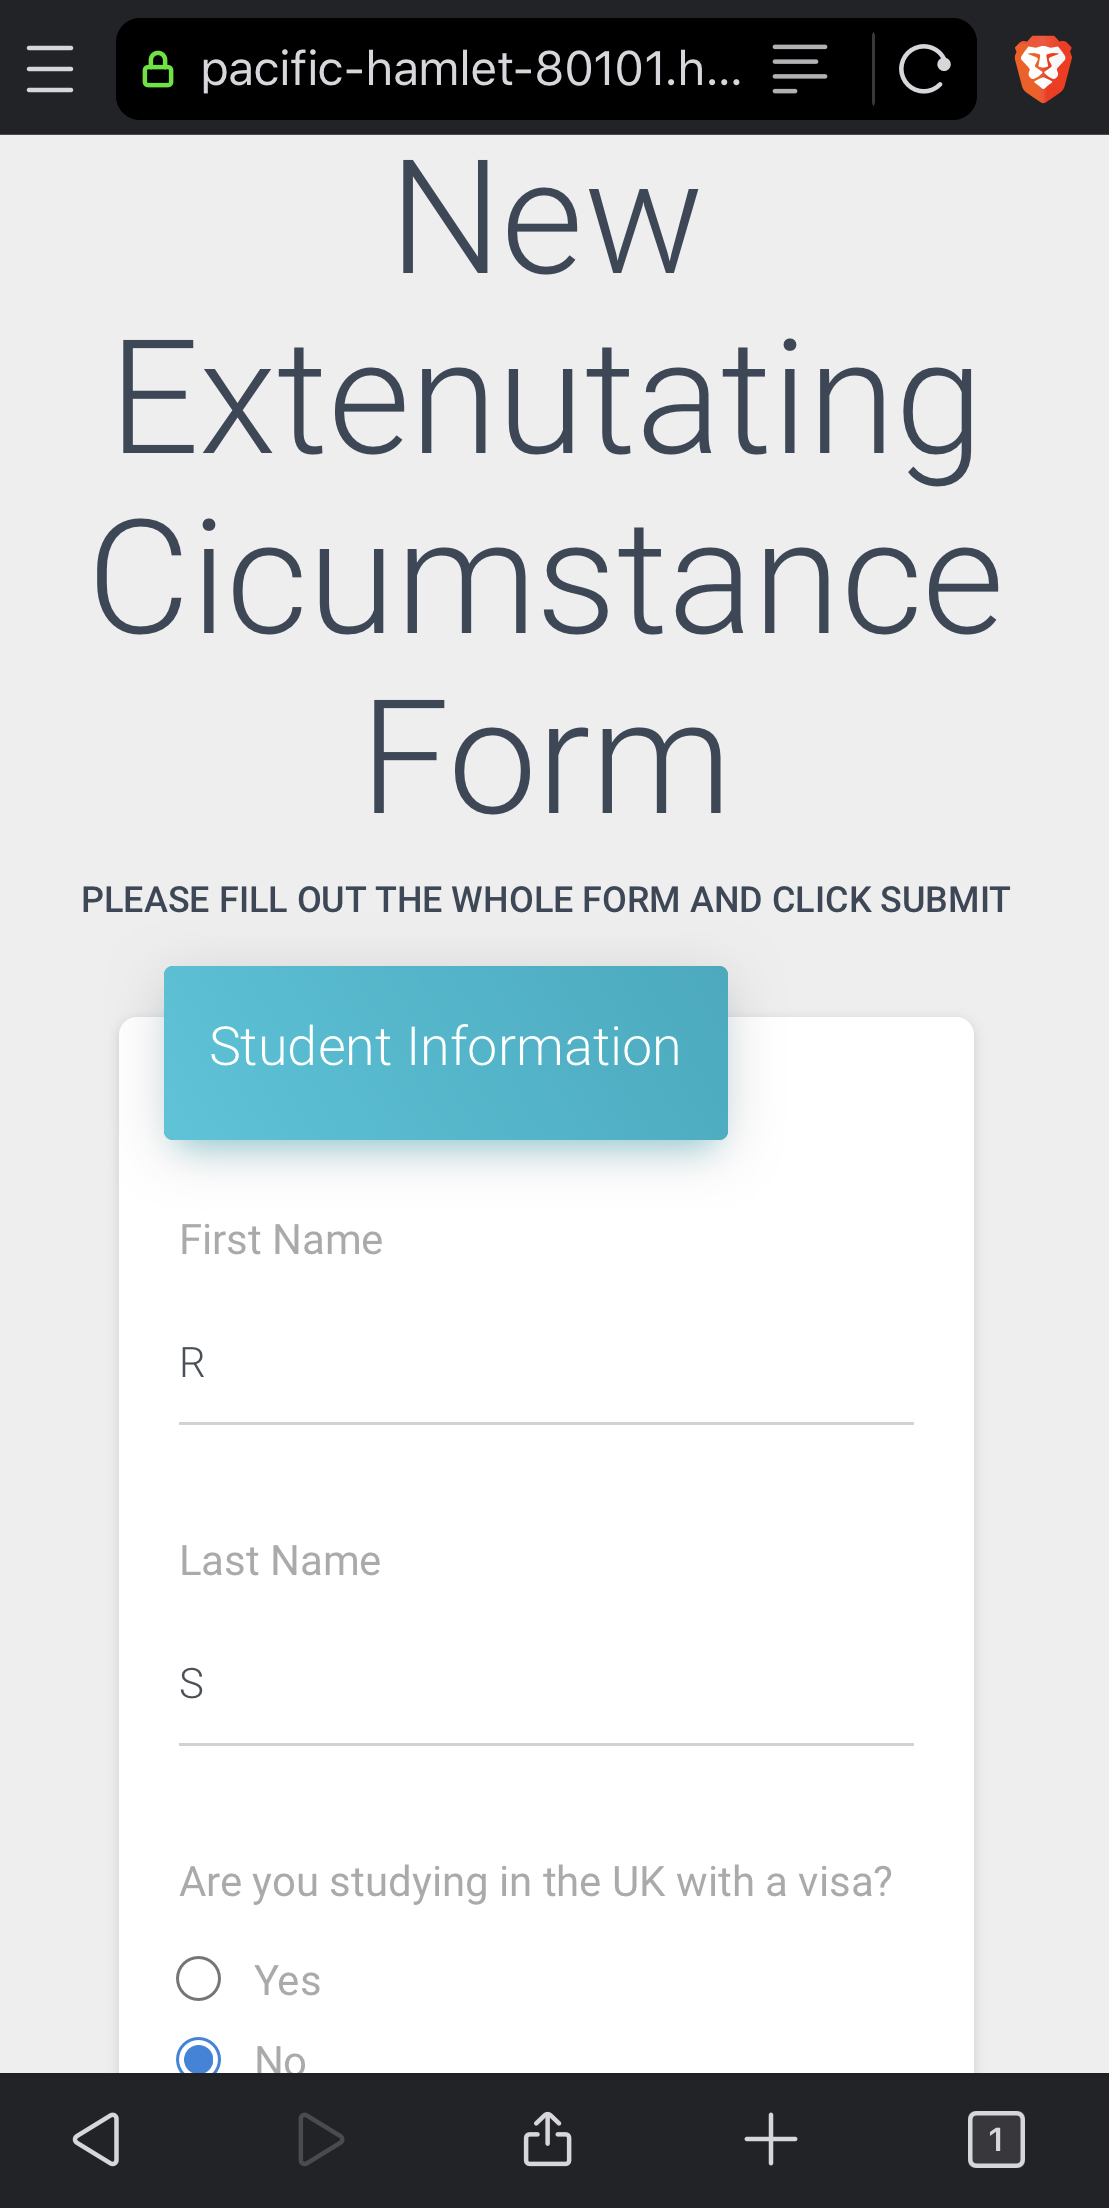 pacific-hamlet-80101.h...
New
Extenutating
Cicumstance
Form
PLEASE FILL OUT THE WHOLE FORM AND CLICK SUBMIT
Student Information
First Name
R
Last Name
S
Are you studying in the UK with a visa?
Yes
No
1